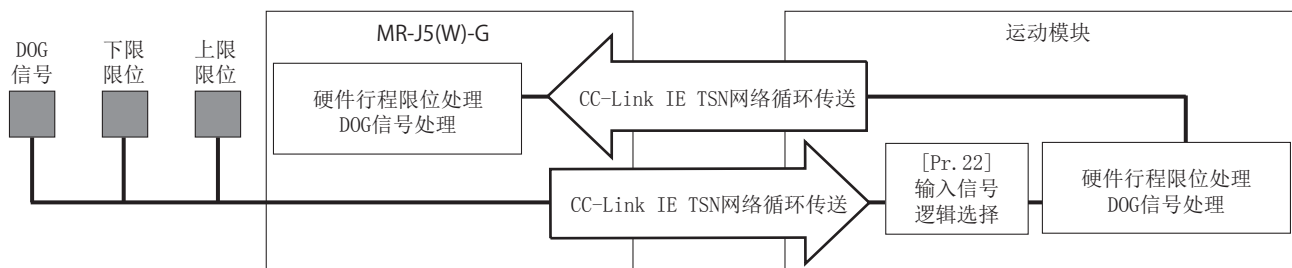 MR-J5(W)-G
运动模块
DOG
信号
下限
限位
上限
限位
硬件行程限位处理
DOG信号处理
CC-Link IE TSN网络循环传送
CC-Link IE TSN网络循环传送
[Pr.22]
输入信号
逻辑选择
硬件行程限位处理
DOG信号处理